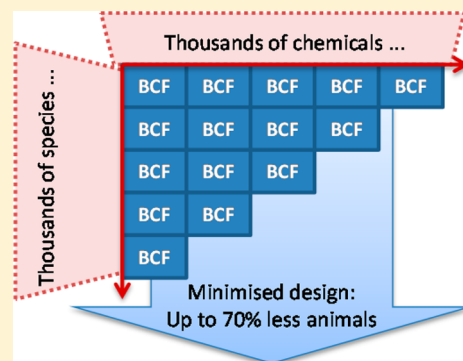 Thousands of chemicals ...
Thousands of species ...
BCF BCF BCF BCF BCF
BCF BCF BCF BCF
BCF BCF BCF
BCF BCF
BCF
Minimised design:
Up to 70% less animals